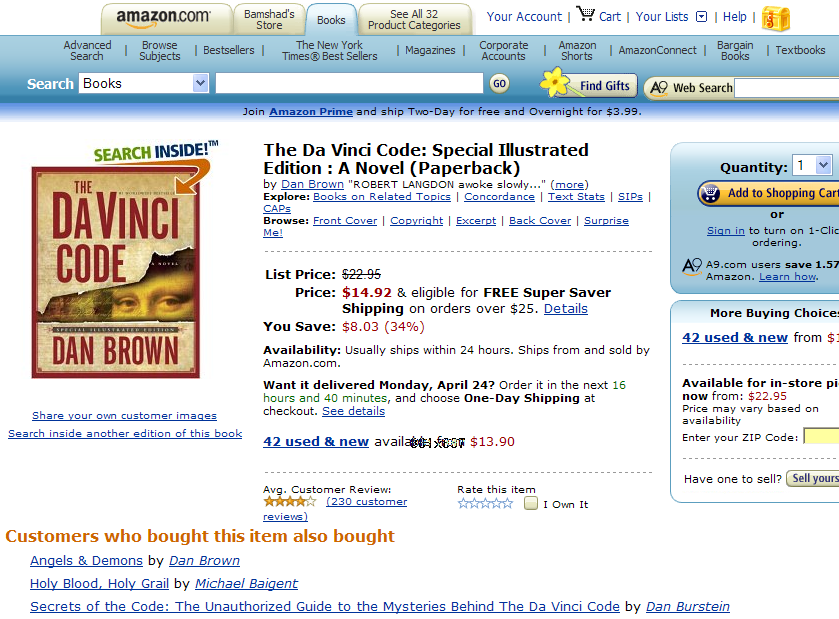 amazon.com
Bamshad's Store
Books
See All 32 Product Categories
Your Account | Cart | Your Lists | Help |
Advanced Search | Browse Subjects | Bestsellers | The New York Times® Best Sellers | Magazines | Corporate Accounts | Amazon Shorts | AmazonConnect | Bargain Books | Textbooks
Search Books GO Find Gifts A9 Web Search
Join Amazon Prime and ship Two-Day for free and Overnight for $3.99.
SEARCH INSIDE!™
THE
DA VINCI
CODE
A NOVEL
SPECIAL ILLUSTRATED EDITION
DAN BROWN
Share your own customer images
Search inside another edition of this book
The Da Vinci Code: Special Illustrated
Edition : A Novel (Paperback)
by Dan Brown "ROBERT LANGDON awoke slowly..." (more)
Explore: Books on Related Topics | Concordance | Text Stats | SIPs |
CAPs
Browse: Front Cover | Copyright | Excerpt | Back Cover | Surprise
Me!
List Price: $22.95
Price: $14.92 & eligible for FREE Super Saver
Shipping on orders over $25. Details
You Save: $8.03 (34%)
Availability: Usually ships within 24 hours. Ships from and sold by
Amazon.com.
Want it delivered Monday, April 24? Order it in the next 16
hours and 40 minutes, and choose One-Day Shipping at
checkout. See details
42 used & new $13.90
Avg. Customer Review:
(230 customer
reviews)
Rate this item
I Own It
Quantity: 1
Add to Shopping Cart
or
Sign in to turn on 1-Clic
ordering.
A9 A9.com users save 1.57
Amazon. Learn how.
More Buying Choices
42 used & new from $1
Available for in-store pi
now from: $22.95
Price may vary based on
availability
Enter your ZIP Code:
Have one to sell? Sell yours
Customers who bought this item also bought
Angels & Demons by Dan Brown
Holy Blood, Holy Grail by Michael Baigent
Secrets of the Code: The Unauthorized Guide to the Mysteries Behind The Da Vinci Code by Dan Burstein